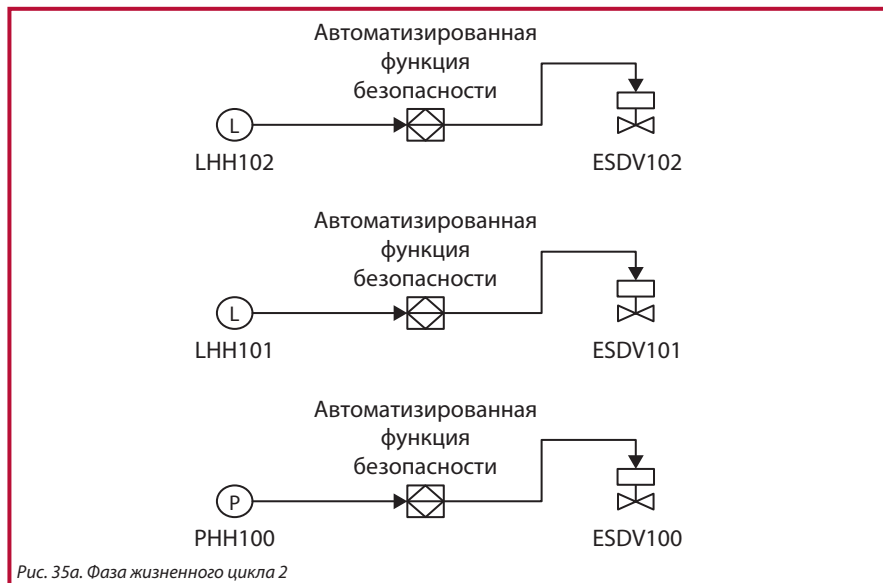 Автоматизированная
функция
безопасности
L
LHH102
ESDV102
Автоматизированная
функция
безопасности
L
LHH101
ESDV101
Автоматизированная
функция
безопасности
P
PHH100
ESDV100
Рис. 35a. Фаза жизненного цикла 2